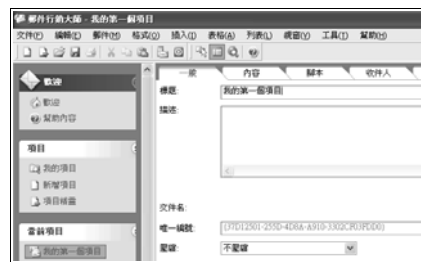 郵件行銷大師 - 我的第一個項目
文件(F) 編輯(E) 郵件(M) 格式(O) 插入(I) 表格(A) 列表(L) 視窗(V) 工具(T) 幫助(H)
一般 內容 腳本 收件人
歡迎
歡迎
幫助內容
項目
我的項目
新增項目
項目精靈
當前項目
我的第一個項目
標題: 我的第一個項目
描述:
文件名:
唯一編號:
壓縮: 不壓縮